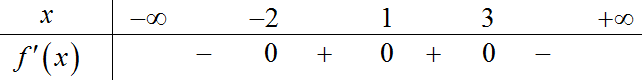 x −∞ −2 1 3 +∞
f′(x) − 0 + 0 + 0 −